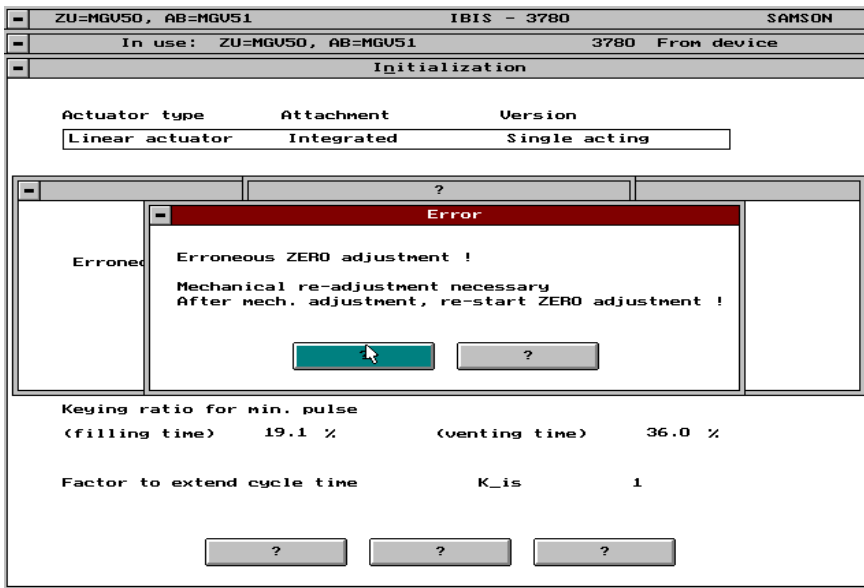 ZU=MGV50, AB=MGV51 IBIS - 3780 SAMSON
In use: ZU=MGV50, AB=MGV51 3780 From device
Initialization
Actuator type Attachment Version
Linear actuator Integrated Single acting
?
Error
Erroneous ZERO adjustment !
Mechanical re-adjustment necessary
After mech. adjustment, re-start ZERO adjustment !
?
Keying ratio for min. pulse
(filling time) 19.1 % (venting time) 36.0 %
Factor to extend cycle time K_is 1
? ? ?